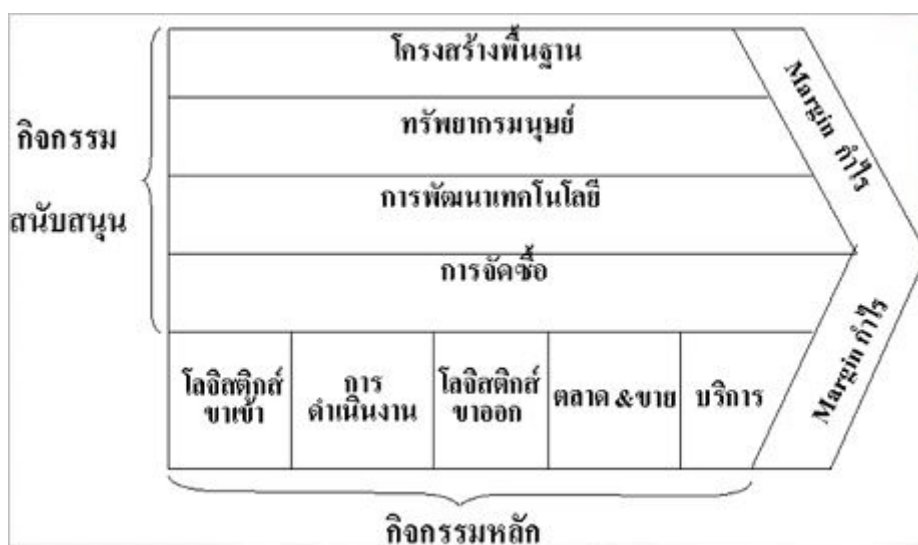 โครงสร้างพื้นฐาน
ทรัพยากรมนุษย์
การพัฒนาเทคโนโลยี
การจัดซื้อ
กิจกรรม
สนับสนุน
Margin กำไร
Margin กำไร
โลจิสติกส์
ขาเข้า
การ
ดำเนินงาน
โลจิสติกส์
ขาออก
ตลาด &ขาย
บริการ
กิจกรรมหลัก